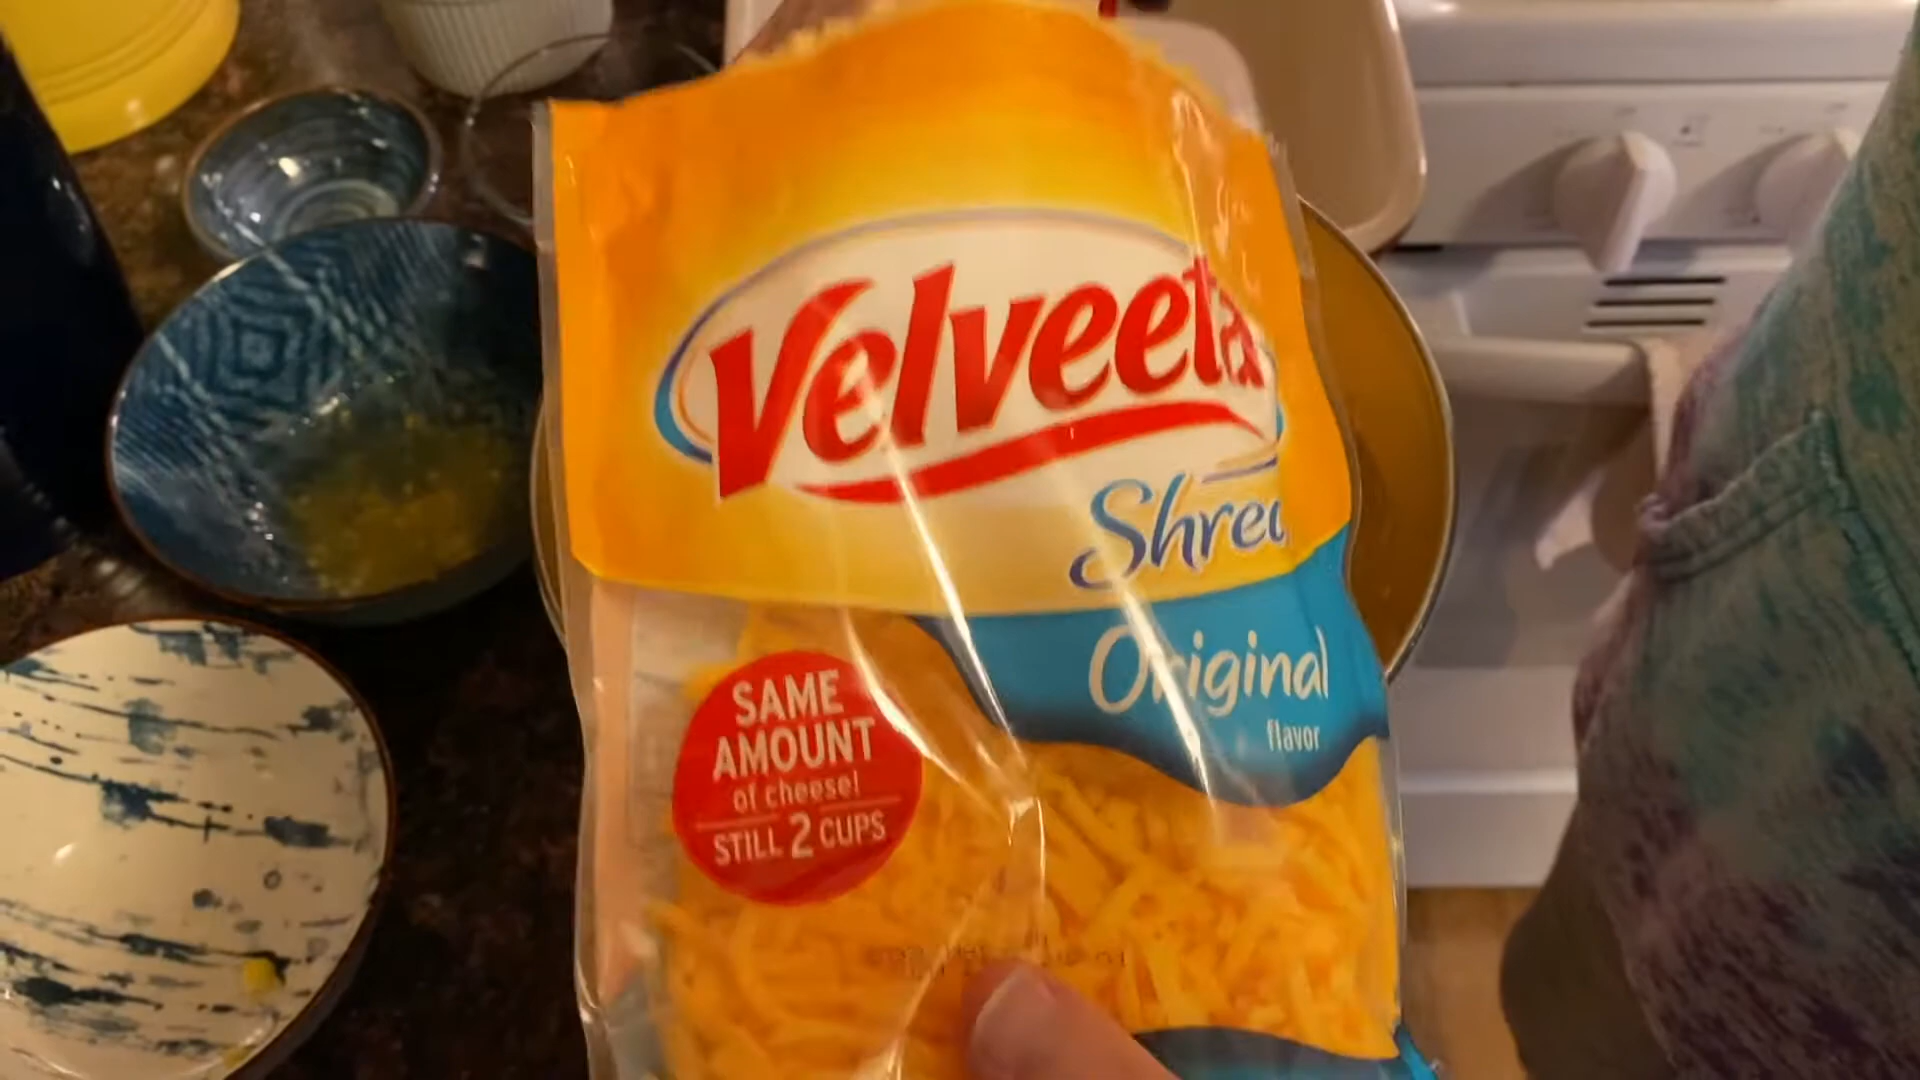 Velveeta
Shred
Original
flavor
SAME
AMOUNT
of cheese!
STILL 2 CUPS